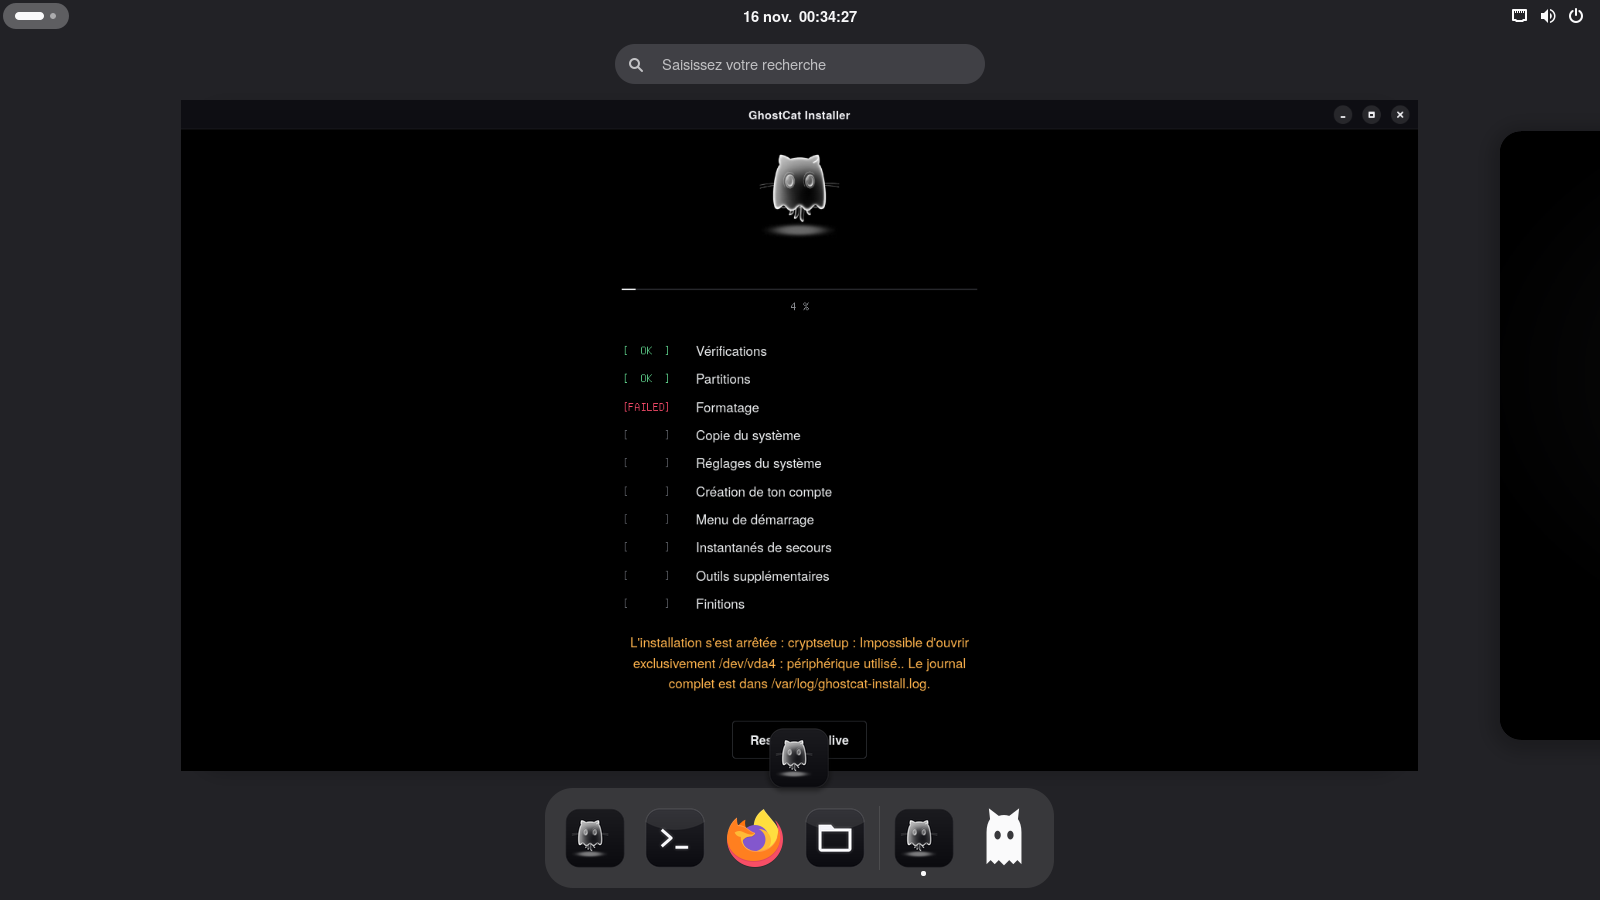 16 nov. 00:34:27
Saisissez votre recherche
GhostCat Installer
4 %
[ OK ] Vérifications
[ OK ] Partitions
[FAILED] Formatage
[ ] Copie du système
[ ] Réglages du système
[ ] Création de ton compte
[ ] Menu de démarrage
[ ] Instantanés de secours
[ ] Outils supplémentaires
[ ] Finitions
L'installation s'est arrêtée : cryptsetup : Impossible d'ouvrir
exclusivement /dev/vda4 : périphérique utilisé.. Le journal
complet est dans /var/log/ghostcat-install.log.
live